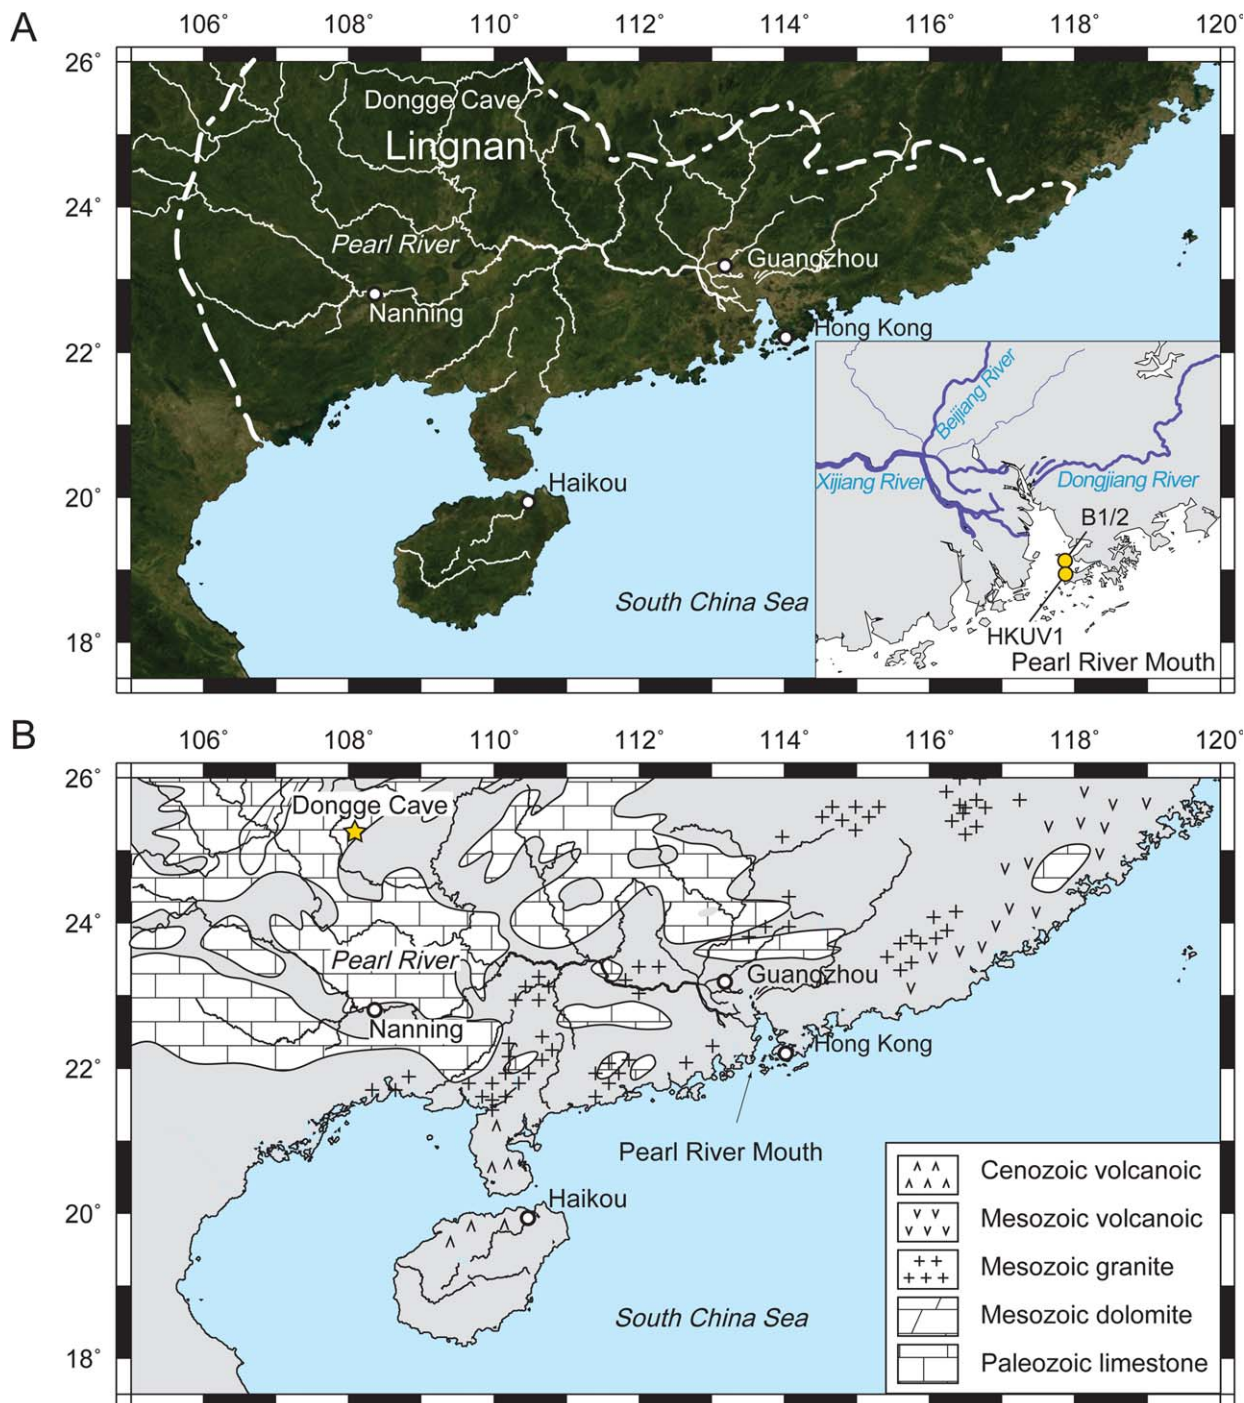 A
106° 108° 110° 112° 114° 116° 118° 120°
26°
Dongge Cave
Lingnan
24°
Pearl River
Guangzhou
Nanning
Hong Kong
22°
Beijiang River
Xijiang River
Dongjiang River
20°
Haikou
B1/2
South China Sea
HKUV1
18°
Pearl River Mouth
B
106° 108° 110° 112° 114° 116° 118° 120°
26°
Dongge Cave
24°
Pearl River
Guangzhou
Nanning
Hong Kong
22°
Pearl River Mouth
Cenozoic volcanic
20°
Haikou
Mesozoic volcanic
Mesozoic granite
South China Sea
Mesozoic dolomite
18°
Paleozoic limestone